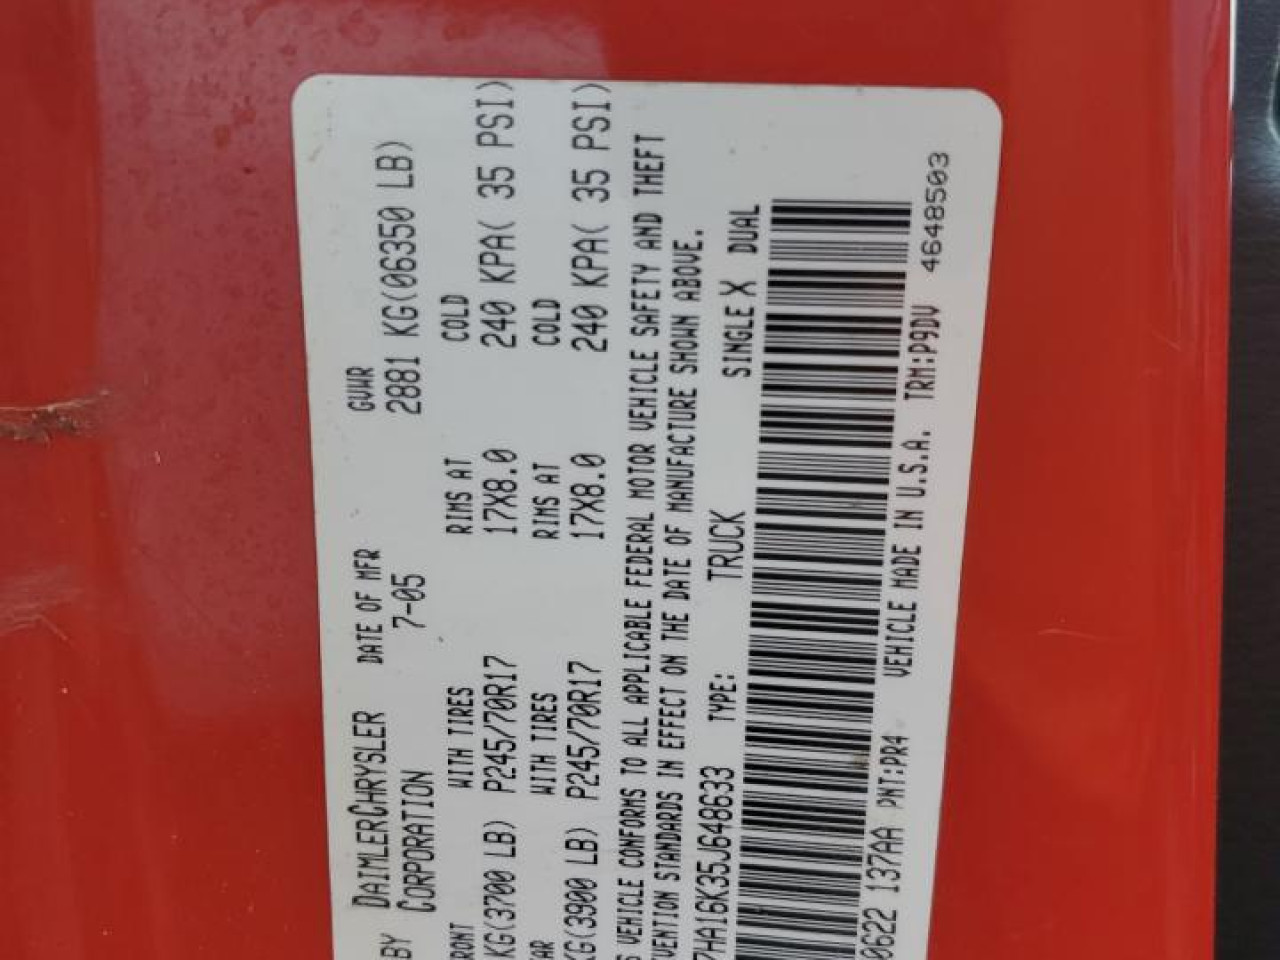 BY DAIMLERCHRYSLER DATE OF MFR GVWR
CORPORATION 7-05 2881 KG(06350 LB)
RONT WITH TIRES RIMS AT COLD
KG(3700 LB) P245/70R17 17X8.0 240 KPA( 35 PSI)
AR WITH TIRES RIMS AT COLD
KG(3900 LB) P245/70R17 17X8.0 240 KPA( 35 PSI)
S VEHICLE CONFORMS TO ALL APPLICABLE FEDERAL MOTOR VEHICLE SAFETY AND THEFT
VENTION STANDARDS IN EFFECT ON THE DATE OF MANUFACTURE SHOWN ABOVE.
7HA16K35J648633 TYPE: TRUCK SINGLE X DUAL
0622 137AA PNT:PR4 VEHICLE MADE IN U.S.A. TRM:P9DV 4648503